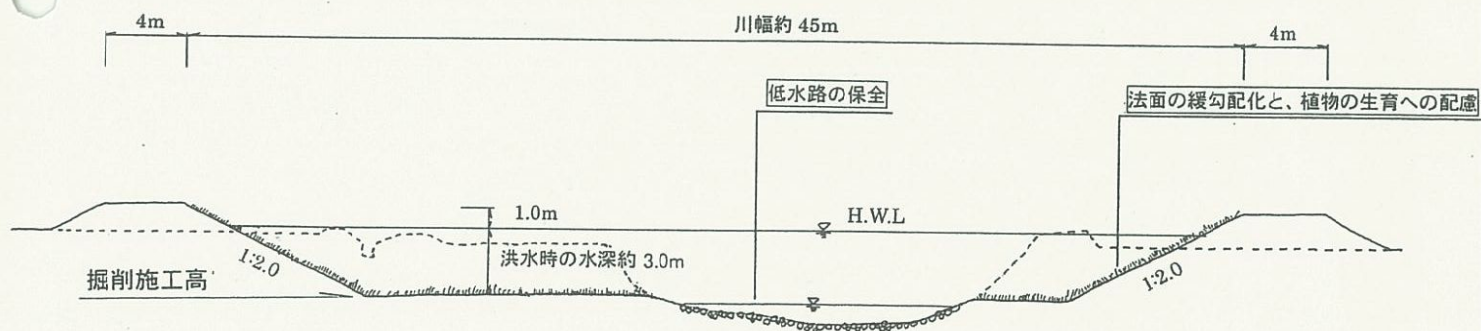 4m
川幅約 45m
4m
低水路の保全
法面の緩勾配化と、植物の生育への配慮
1.0m
H.W.L
洪水時の水深約 3.0m
1:2.0
掘削施工高
1:2.0